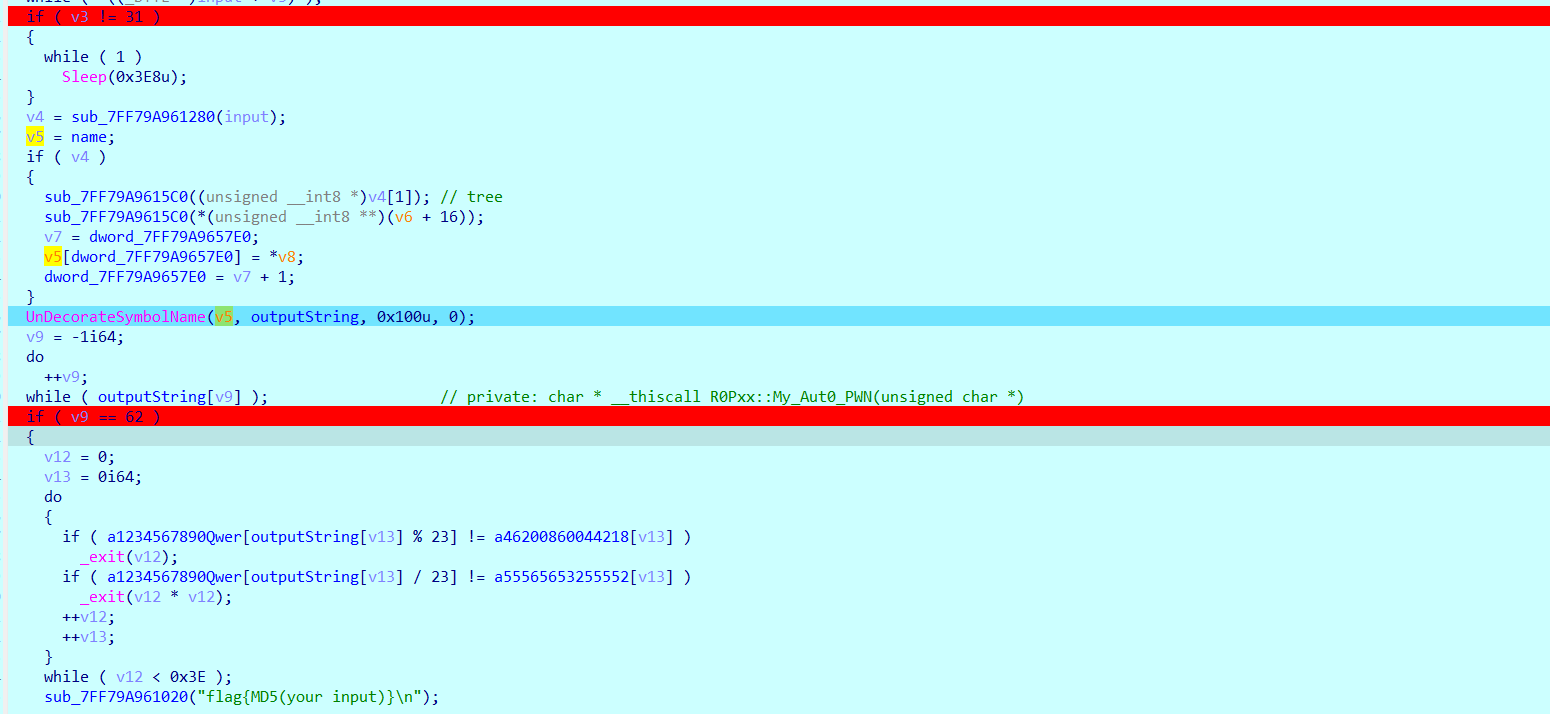 if ( v3 != 31 )
{
while ( 1 )
Sleep(0x3E8u);
}
v4 = sub_7FF79A961280(input);
v5 = name;
if ( v4 )
{
sub_7FF79A9615C0((unsigned __int8 *)v4[1]); // tree
sub_7FF79A9615C0(*(unsigned __int8 **)(v6 + 16));
v7 = dword_7FF79A9657E0;
v5[dword_7FF79A9657E0] = *v8;
dword_7FF79A9657E0 = v7 + 1;
}
UnDecorateSymbolName(v5, outputString, 0x100u, 0);
v9 = -1i64;
do
++v9;
while ( outputString[v9] ); // private: char * __thiscall R0Pxx::My_Aut0_PWN(unsigned char *)
if ( v9 == 62 )
{
v12 = 0;
v13 = 0i64;
do
{
if ( a1234567890Qwer[outputString[v13] % 23] != a46200860044218[v13] )
_exit(v12);
if ( a1234567890Qwer[outputString[v13] / 23] != a55565653255552[v13] )
_exit(v12 * v12);
++v12;
++v13;
}
while ( v12 < 0x3E );
sub_7FF79A961020("flag{MD5(your input)}\n");